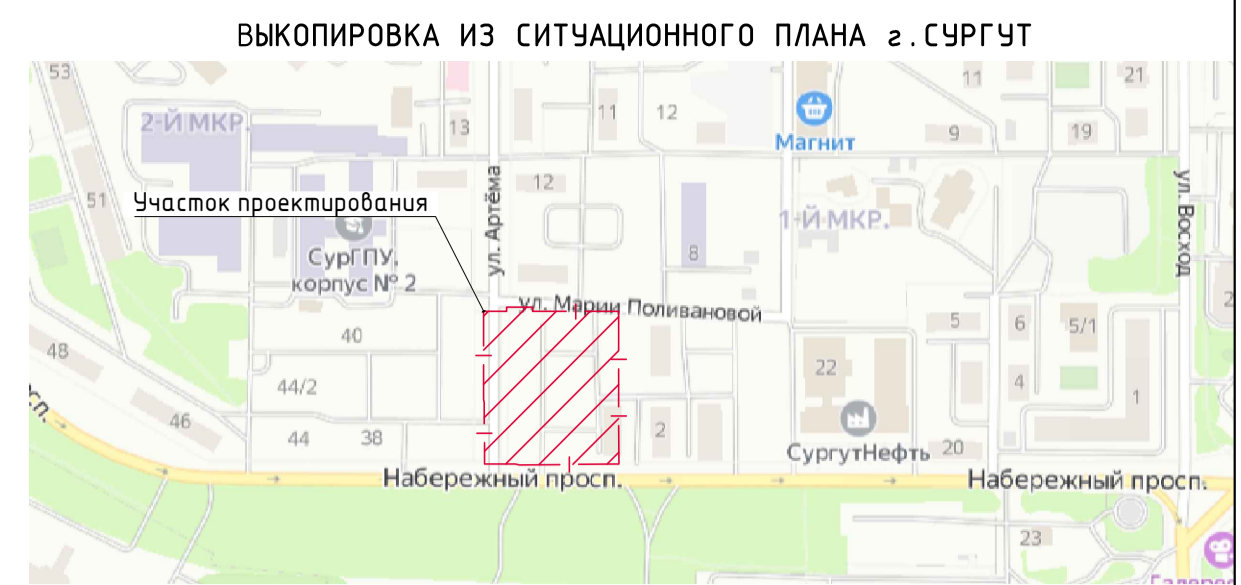 ВЫКОПИРОВКА ИЗ СИТУАЦИОННОГО ПЛАНА г.СУРГУТ
53
11
21
2-Й МКР.
13
11
12
Магнит
9
19
51
Участок проектирования
12
ул. Артёма
ул. Восход
1-Й МКР.
8
СурГПУ,
корпус № 2
2
ул. Марии Поливановой
40
5
6
5/1
48
44/2
22
4
1
46
44
38
2
СургутНефть
20
Набережный просп.
Набережный просп.
23